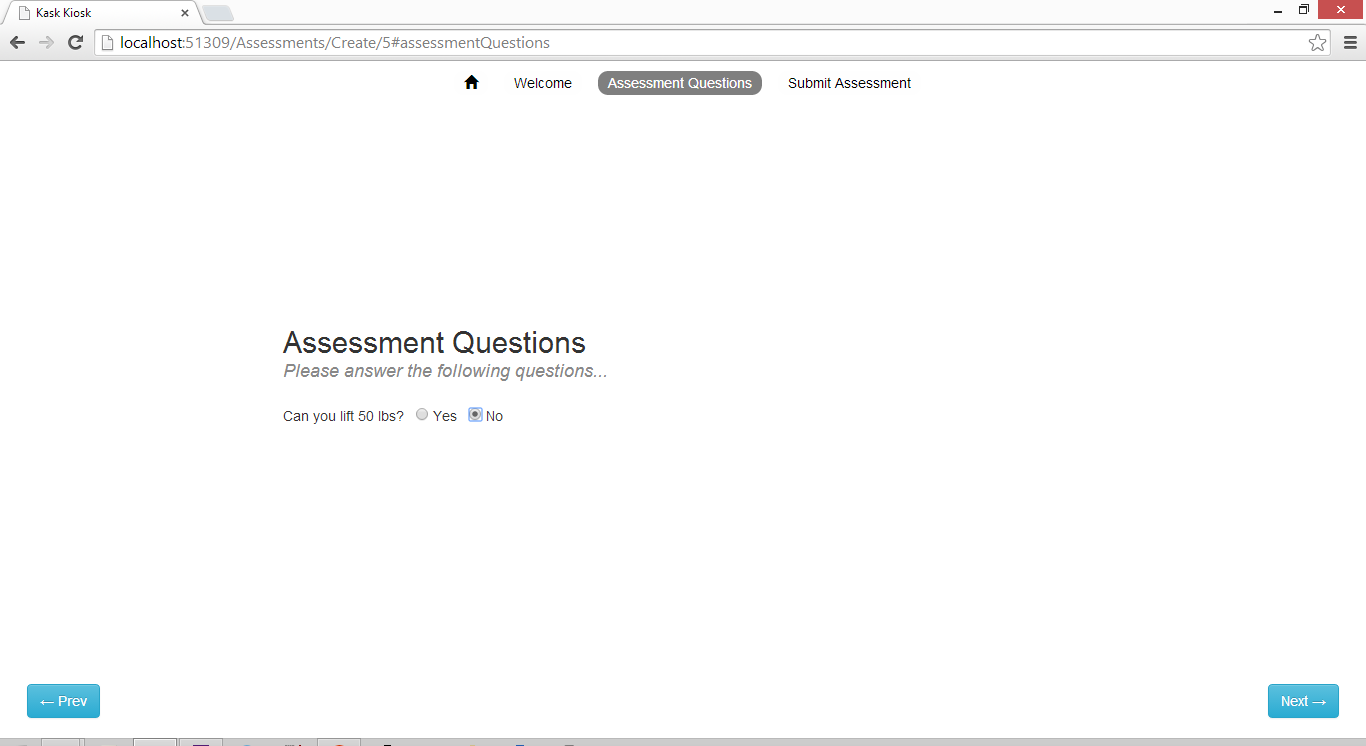 Kask Kiosk
localhost:51309/Assessments/Create/5#assessmentQuestions
Welcome Assessment Questions Submit Assessment
Assessment Questions
Please answer the following questions...
Can you lift 50 lbs? Yes No
← Prev Next →